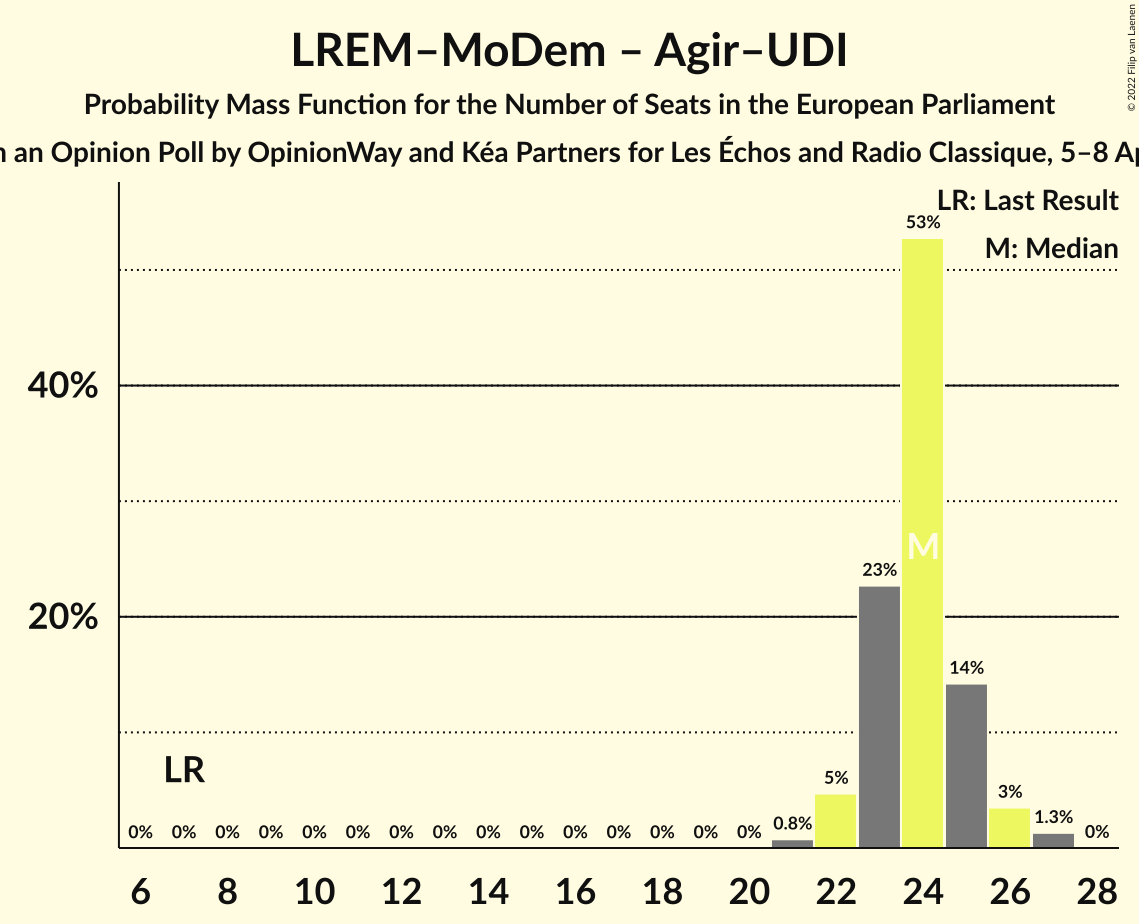 LREM–MoDem – Agir–UDI
Probability Mass Function for the Number of Seats in the European Parliament
an Opinion Poll by OpinionWay and Kéa Partners for Les Échos and Radio Classique, 5–8
© 2022 Filip van Laenen
LR: Last Result
M: Median
53%
40%
M
23%
20%
14%
LR
5%
3%
1.3%
0.8%
0% 0% 0% 0% 0% 0% 0% 0% 0% 0% 0% 0% 0% 0% 0% 0%
6 8 10 12 14 16 18 20 22 24 26 28